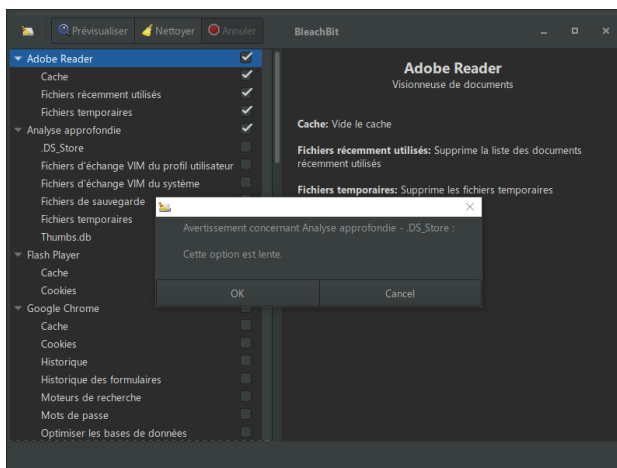 Prévisualiser
Nettoyer
Annuler
BleachBit
Adobe Reader
Cache
Fichiers récemment utilisés
Fichiers temporaires
Analyse approfondie
.DS_Store
Fichiers d'échange VIM du profil utilisateur
Fichiers d'échange VIM du système
Fichiers de sauvegarde
Fichiers temporaires
Thumbs.db
Flash Player
Cache
Cookies
Google Chrome
Cache
Cookies
Historique
Historique des formulaires
Moteurs de recherche
Mots de passe
Optimiser les bases de données
Adobe Reader
Visionneuse de documents
Cache: Vide le cache
Fichiers récemment utilisés: Supprime la liste des documents
récemment utilisés
Fichiers temporaires: Supprime les fichiers temporaires
Avertissement concernant Analyse approfondie - .DS_Store :
Cette option est lente.
OK
Cancel